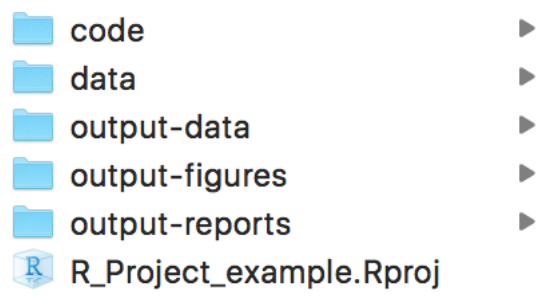 code
data
output-data
output-figures
output-reports
R
R_Project_example.Rproj